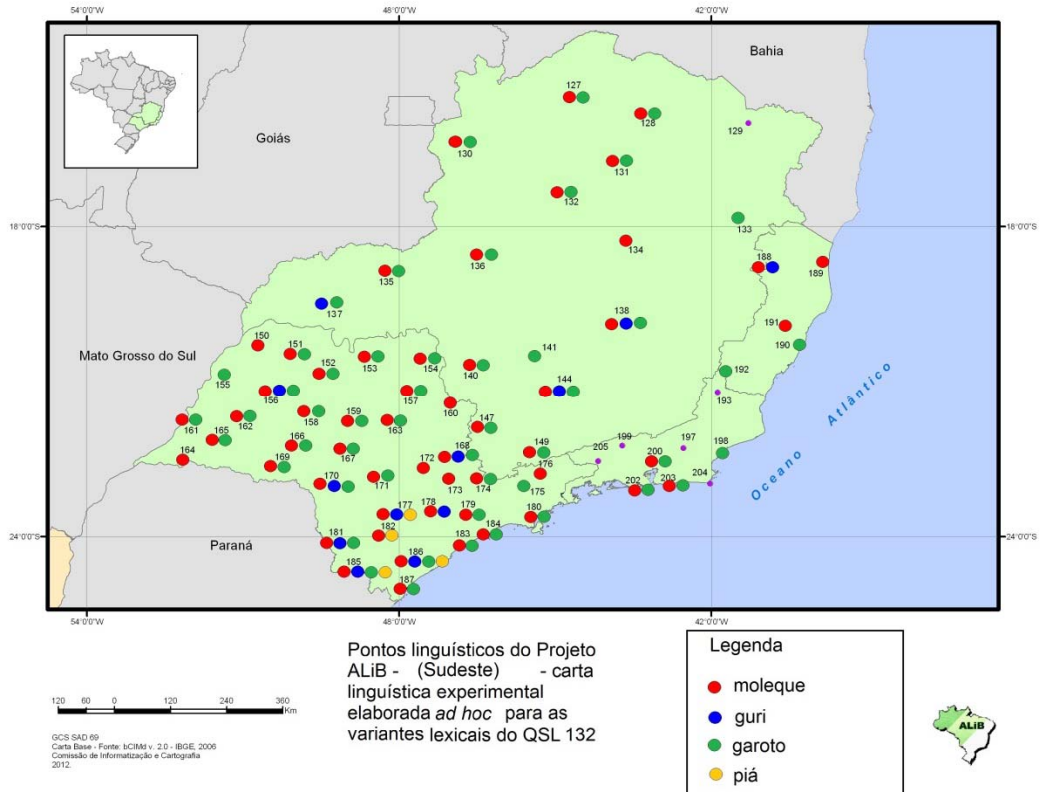 54°0'0"W 48°0'0"W 42°0'0"W
Bahia
127
128
129
Goiás
130
131
132
18°0'0"S 133 18°0'0"S
134
188
136 189
135
137 138
191
150 190
Mato Grosso do Sul 151 153 154 141
152 140 192
155
156 157 144 193
160
158 159
161 162 163 147
165 166 168 149 205 199 197 198
164 167 172 176 200
169 170 171 173 174 175 202 203 204
177 178 179 180
24°0'0"S 181 182 184 24°0'0"S
Paraná 183
185 186
187
Oceano Atlântico
54°0'0"W 48°0'0"W 42°0'0"W
Pontos linguísticos do Projeto
ALiB - (Sudeste) - carta
linguística experimental
elaborada ad hoc para as
variantes lexicais do QSL 132
120 60 0 120 240 360
Km
GCS SAD 69
Carta Base - Fonte: bCIMd v. 2.0 - IBGE, 2006
Comissão de Informatização e Cartografia
2012.
Legenda
moleque
guri
garoto
piá
ALiB